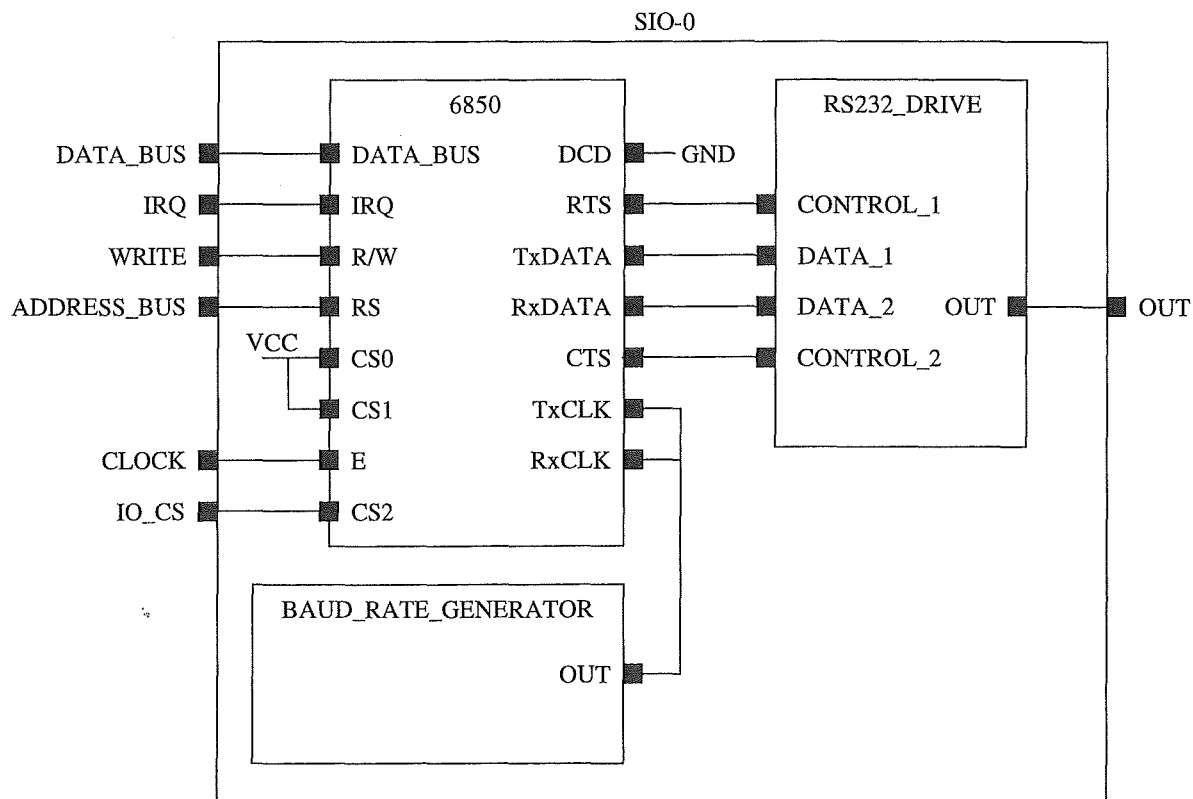 SIO-0
6850
RS232_DRIVE
DATA_BUS DATA_BUS DCD GND
IRQ IRQ RTS CONTROL_1
WRITE R/W TxDATA DATA_1
ADDRESS_BUS RS RxDATA DATA_2 OUT OUT
VCC CS0 CTS CONTROL_2
CS1 TxCLK
CLOCK E RxCLK
IO_CS CS2
BAUD_RATE_GENERATOR
OUT